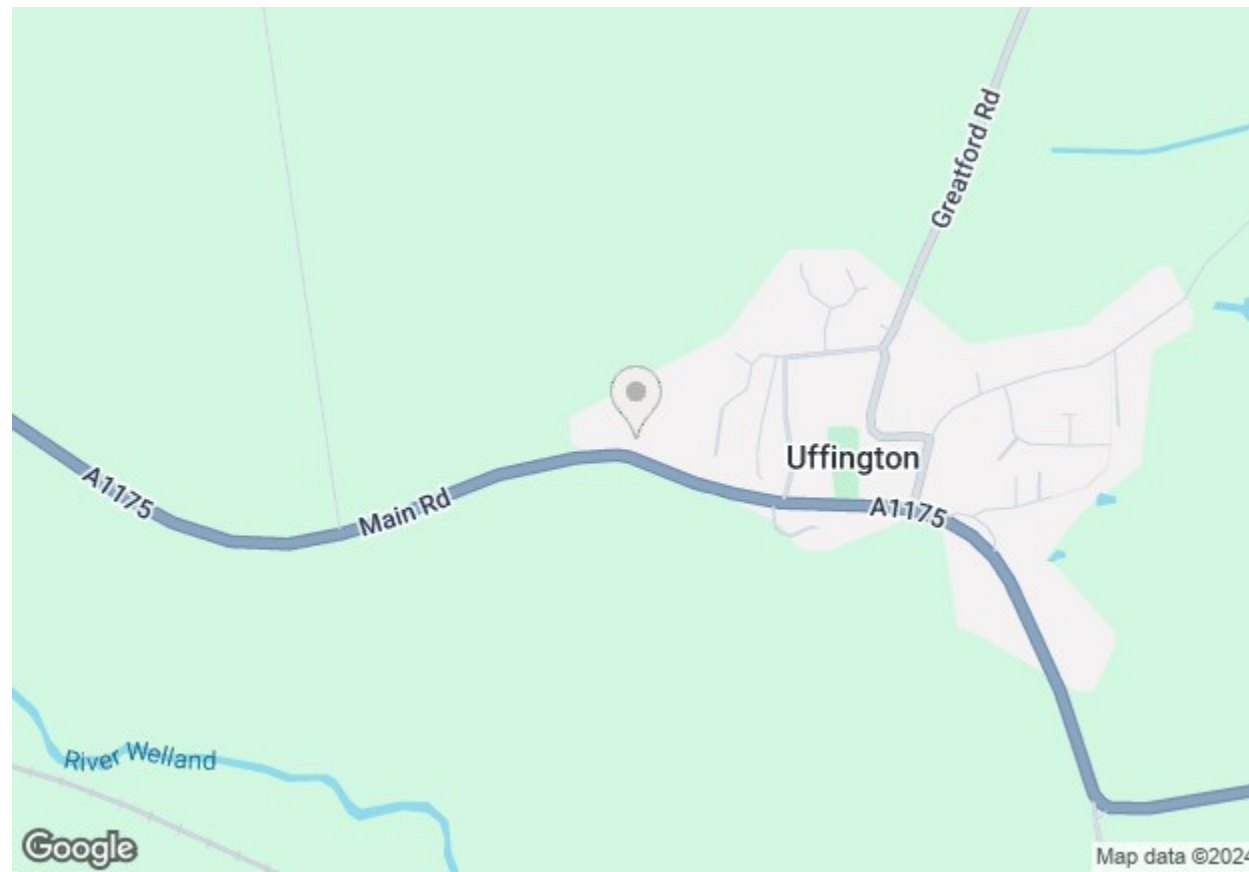 Greatford Rd
Uffington
A1175
Main Rd
A1175
River Welland
Google
Map data ©2024